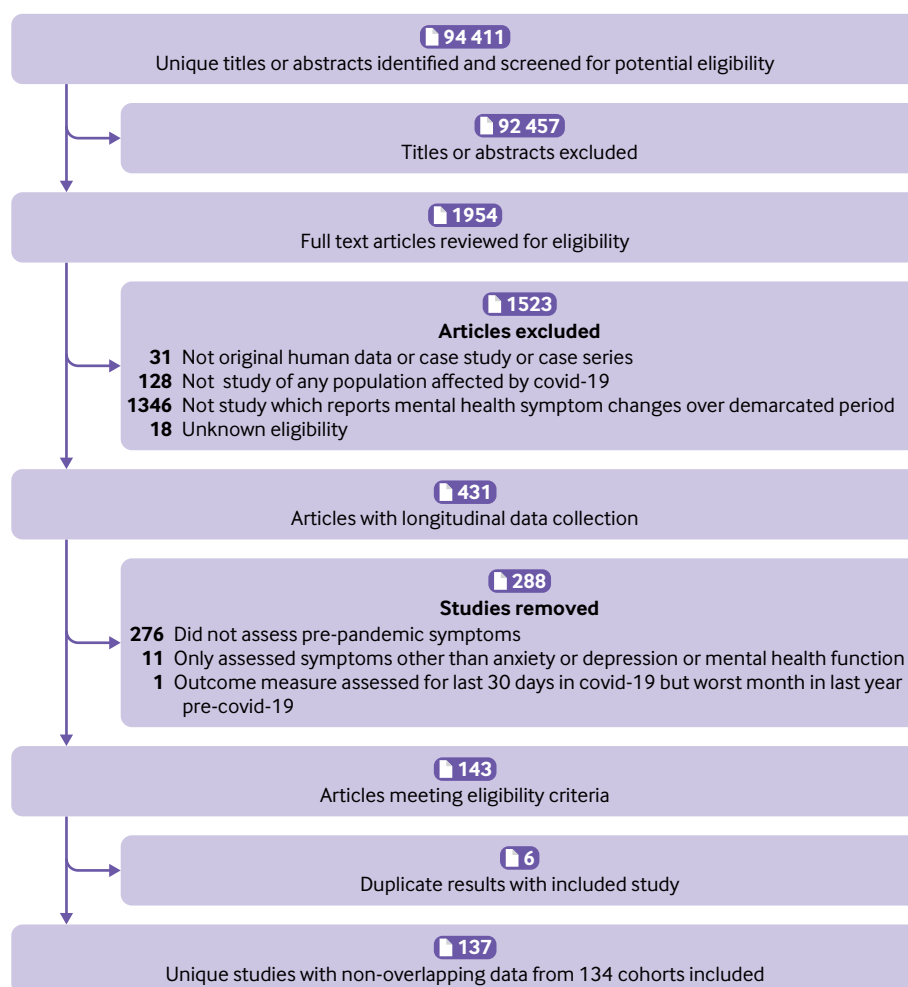 94 411
Unique titles or abstracts identified and screened for potential eligibility
92 457
Titles or abstracts excluded
1954
Full text articles reviewed for eligibility
1523
Articles excluded
31 Not original human data or case study or case series
128 Not study of any population affected by covid-19
1346 Not study which reports mental health symptom changes over demarcated period
18 Unknown eligibility
431
Articles with longitudinal data collection
288
Studies removed
276 Did not assess pre-pandemic symptoms
11 Only assessed symptoms other than anxiety or depression or mental health function
1 Outcome measure assessed for last 30 days in covid-19 but worst month in last year
pre-covid-19
143
Articles meeting eligibility criteria
6
Duplicate results with included study
137
Unique studies with non-overlapping data from 134 cohorts included